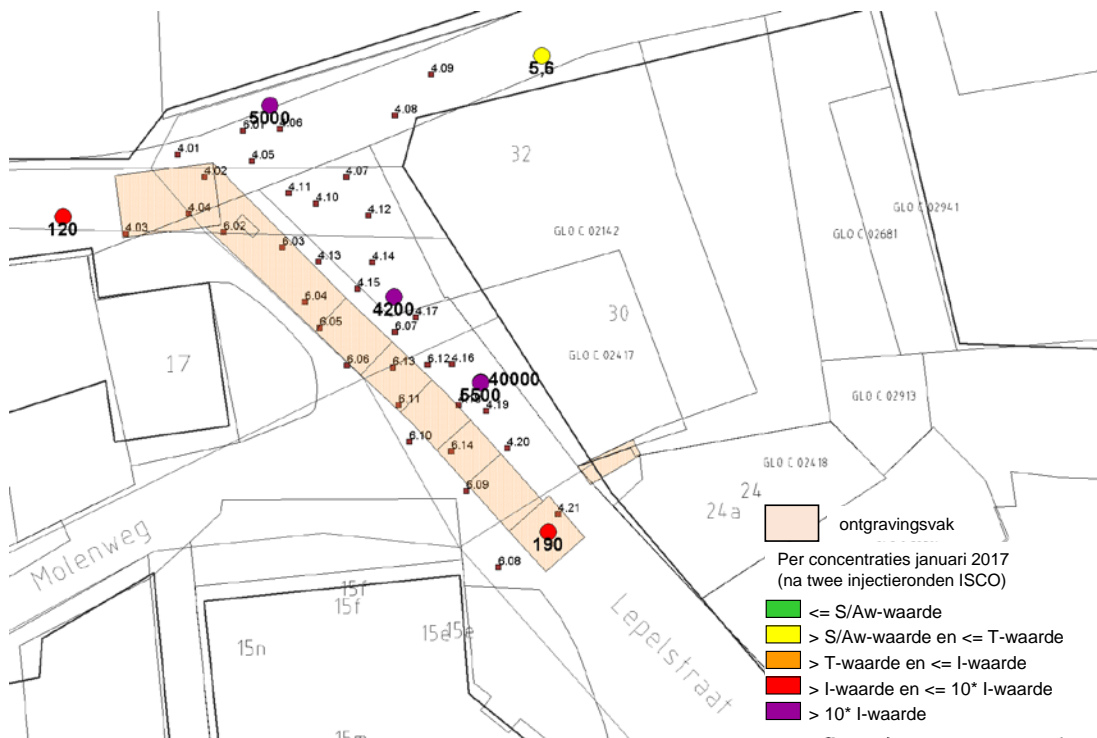 4.09
5,6
5000
4.08
6.01
4.06
4.01
4.05
32
4.02
4.07
4.11
4.10
GLO C 02941
4.04
4.12
120
4.03
6.02
GLO C 02142
GLO C 02681
6.03
4.13
4.14
4.15
4200
6.04
4.17
30
6.05
6.07
GLO C 02417
17
6.06
6.13
6.12
4.16
40000
5500
GLO C 02913
6.11
4.19
6.10
4.20
6.14
GLO C 02418
6.09
24
24a
4.21
190
6.08
Molenweg
15f
15f
15e
15e
15n
Lepelstraat
ontgravingsvak
Per concentraties januari 2017
(na twee injectieronden ISCO)
<= S/Aw-waarde
> S/Aw-waarde en <= T-waarde
> T-waarde en <= I-waarde
> I-waarde en <= 10* I-waarde
> 10* I-waarde